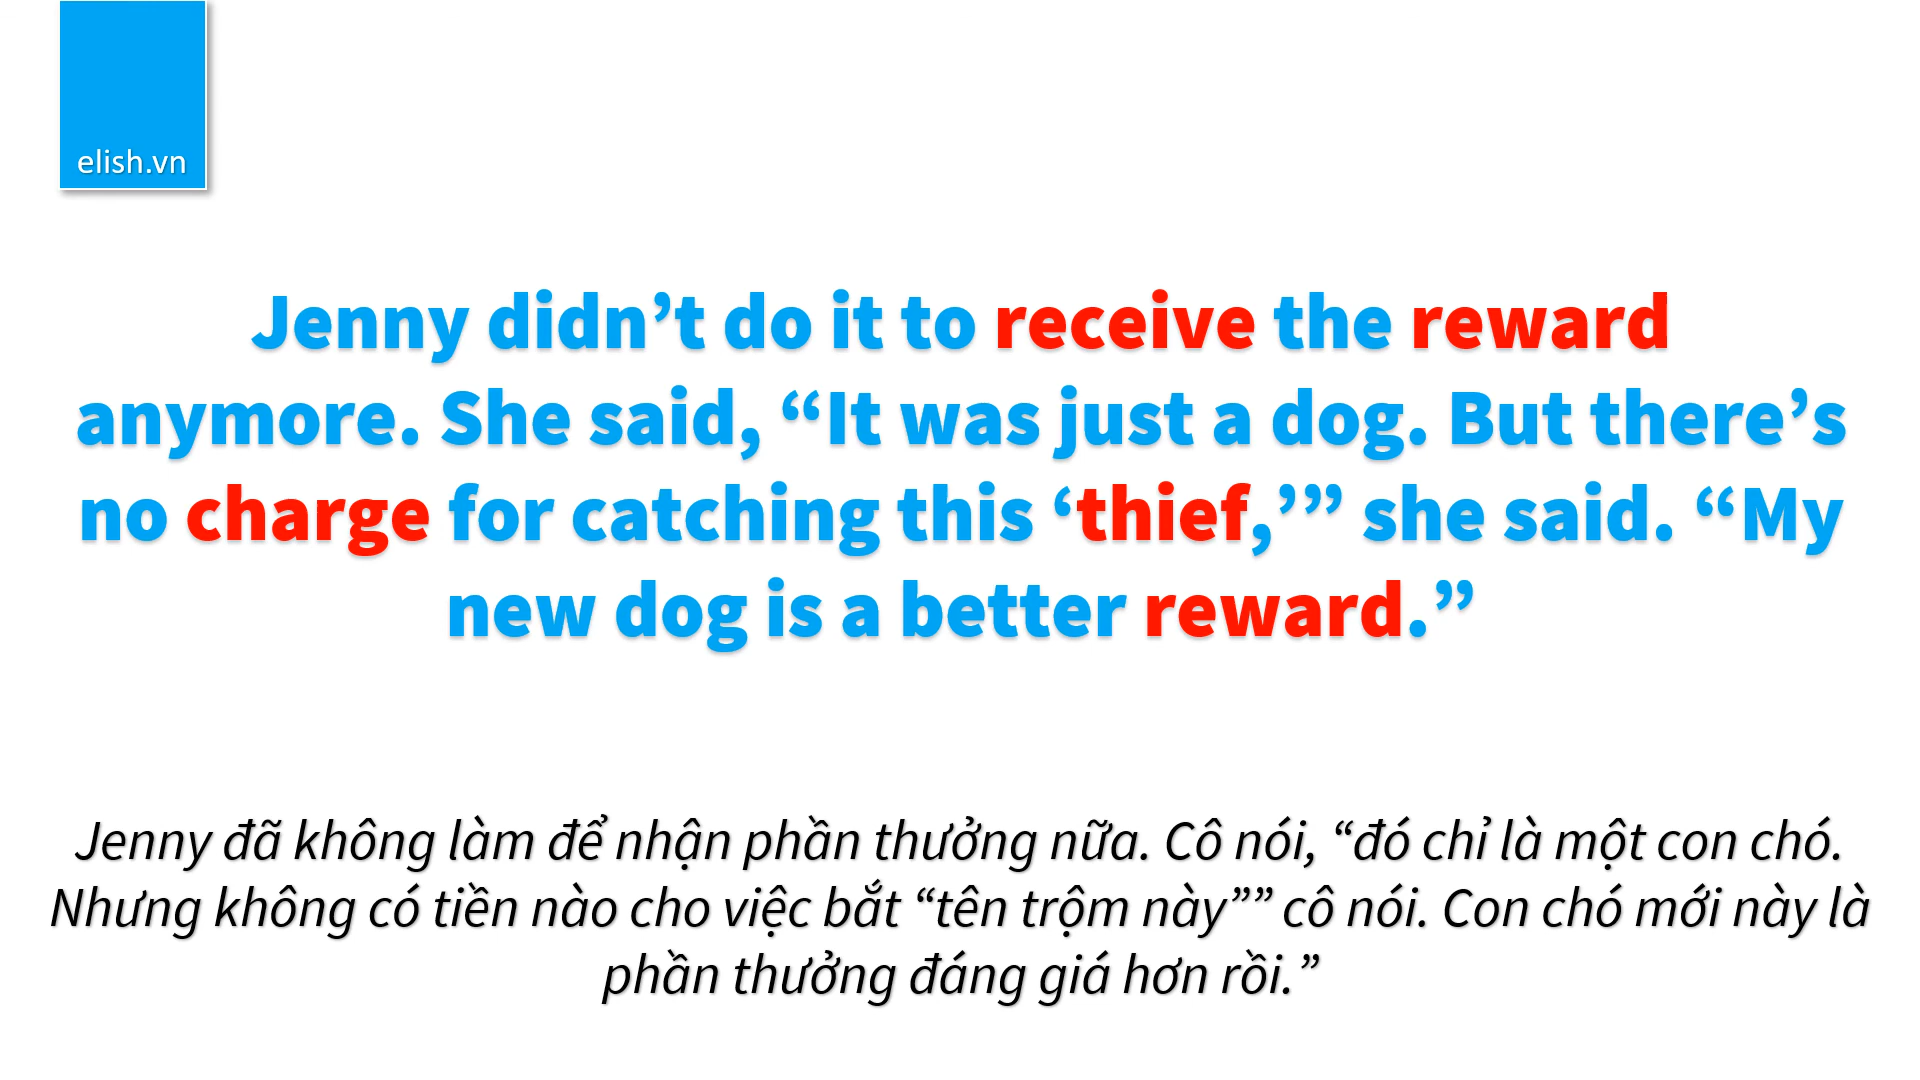 elish.vn
Jenny didn’t do it to receive the reward
anymore. She said, “It was just a dog. But there’s
no charge for catching this ‘thief,’” she said. “My
new dog is a better reward.”
Jenny đã không làm để nhận phần thưởng nữa. Cô nói, “đó chỉ là một con chó.
Nhưng không có tiền nào cho việc bắt “tên trộm này”” cô nói. Con chó mới này là
phần thưởng đáng giá hơn rồi.”